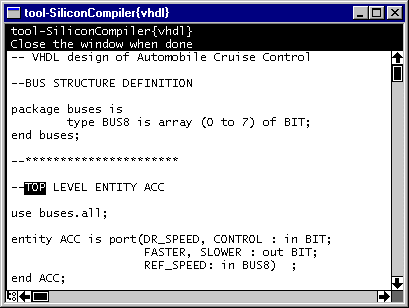 tool-SiliconCompiler{vhdl}
tool-SiliconCompiler{vhdl}
Close the window when done
-- VHDL design of Automobile Cruise Control
--BUS STRUCTURE DEFINITION
package buses is
type BUS8 is array (0 to 7) of BIT;
end buses;
--**********************
--TOP LEVEL ENTITY ACC
use buses.all;
entity ACC is port(DR_SPEED, CONTROL : in BIT;
FASTER, SLOWER : out BIT;
REF_SPEED: in BUS8)  ;
end ACC;